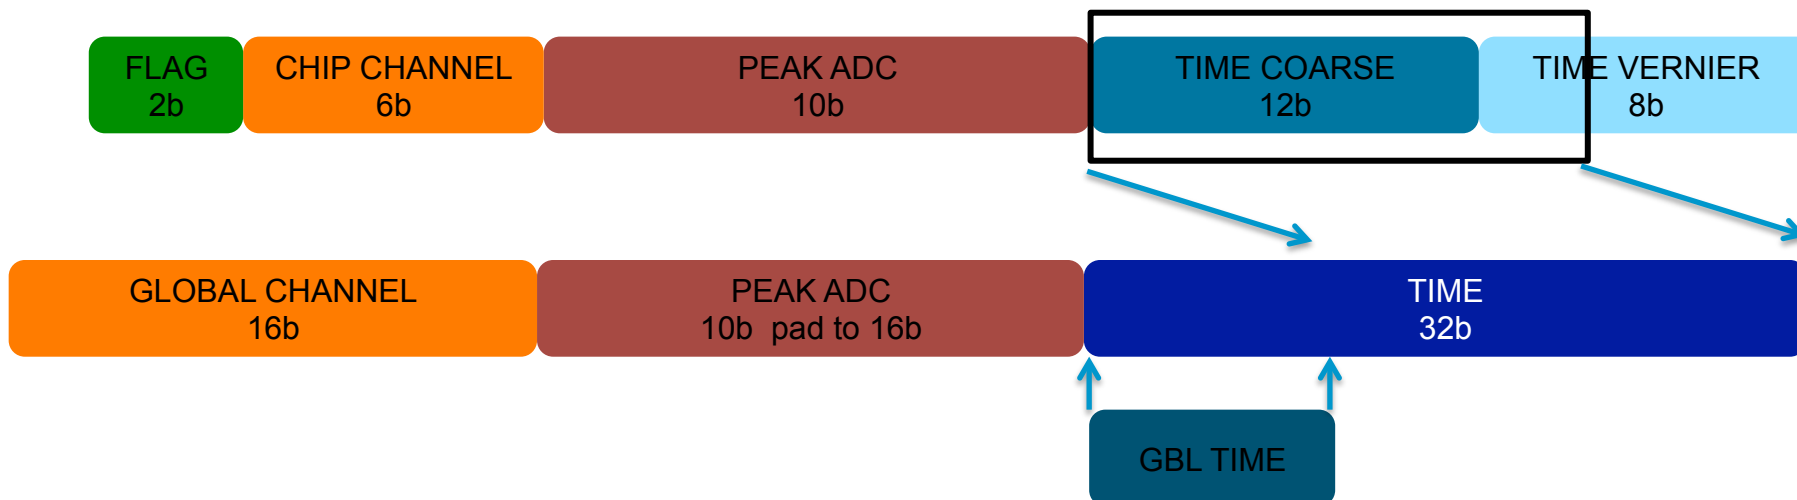 FLAG
2b
CHIP CHANNEL
6b
PEAK ADC
10b
TIME COARSE
12b
TIME VERNIER
8b
GLOBAL CHANNEL
16b
PEAK ADC
10b pad to 16b
TIME
32b
GBL TIME